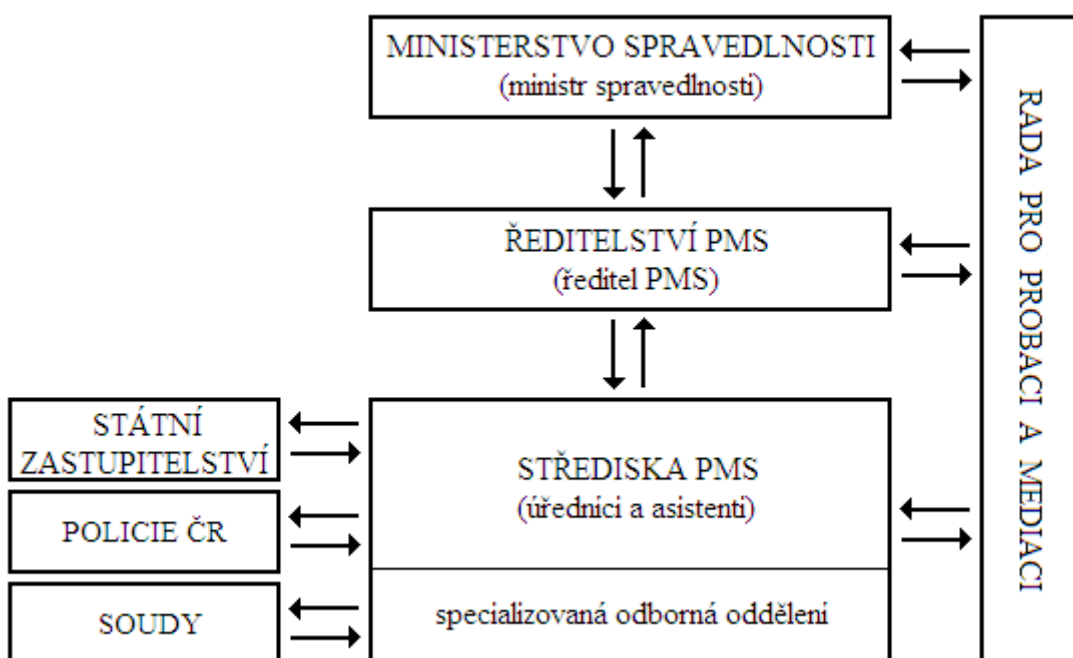 MINISTERSTVO SPRAVEDLNOSTI
(ministr spravedlnosti)
ŘEDITELSTVÍ PMS
(ředitel PMS)
STÁTNÍ
ZASTUPITELSTVÍ
POLICIE ČR
SOUDY
STŘEDISKA PMS
(úředníci a asistenti)
specializovaná odborná oddělení
RADA PRO PROBACI A MEDIACI